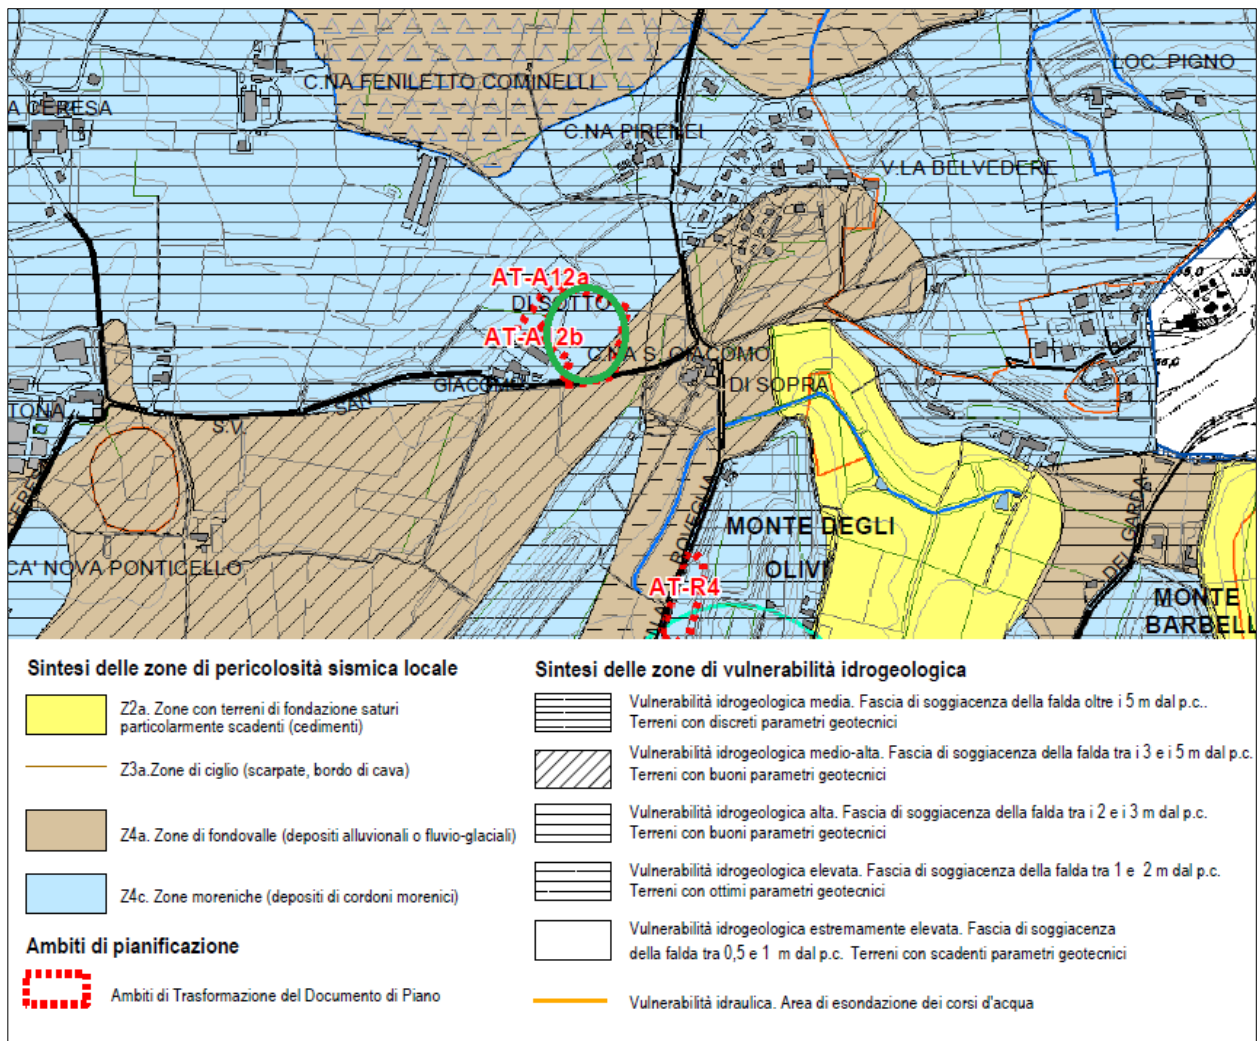 LOC. PIGNO
C.NA FENILETTO COMINELLI
A CERESA
C.NA PIRENEI
V.LA BELVEDERE
AT-A12a
DI SOTTO
AT-A12b
C.NA S. GIACOMO
GIACOMO
DI SOPRA
SAN
S.V.
TONA
CERESA
MONTE DEGLI
OLIVI
ROVEGLIA
GARDA
DEL
CA' NOVA PONTICELLO
AT-R4
MONTE
BARBELL
Sintesi delle zone di pericolosità sismica locale
Z2a. Zone con terreni di fondazione saturi
particolarmente scadenti (cedimenti)
Z3a.Zone di ciglio (scarpate, bordo di cava)
Z4a. Zone di fondovalle (depositi alluvionali o fluvio-glaciali)
Z4c. Zone moreniche (depositi di cordoni morenici)
Ambiti di pianificazione
Ambiti di Trasformazione del Documento di Piano
Sintesi delle zone di vulnerabilità idrogeologica
Vulnerabilità idrogeologica media. Fascia di soggiacenza della falda oltre i 5 m dal p.c..
Terreni con discreti parametri geotecnici
Vulnerabilità idrogeologica medio-alta. Fascia di soggiacenza della falda tra i 3 e i 5 m dal p.c.
Terreni con buoni parametri geotecnici
Vulnerabilità idrogeologica alta. Fascia di soggiacenza della falda tra i 2 e i 3 m dal p.c.
Terreni con buoni parametri geotecnici
Vulnerabilità idrogeologica elevata. Fascia di soggiacenza della falda tra 1 e 2 m dal p.c.
Terreni con ottimi parametri geotecnici
Vulnerabilità idrogeologica estremamente elevata. Fascia di soggiacenza
della falda tra 0,5 e 1 m dal p.c. Terreni con scadenti parametri geotecnici
Vulnerabilità idraulica. Area di esondazione dei corsi d'acqua